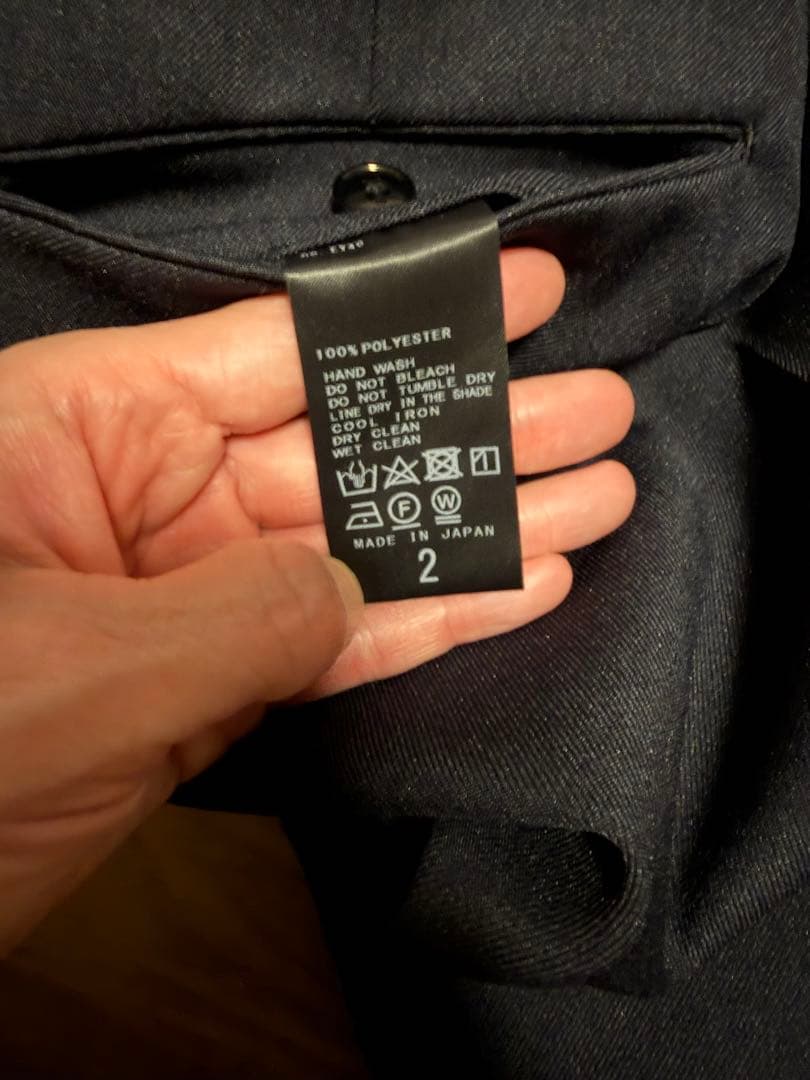 100% POLYESTER
HAND WASH
DO NOT BLEACH
DO NOT TUMBLE DRY
LINE DRY IN THE SHADE
COOL IRON
DRY CLEAN
WET CLEAN
F W
MADE IN JAPAN
2